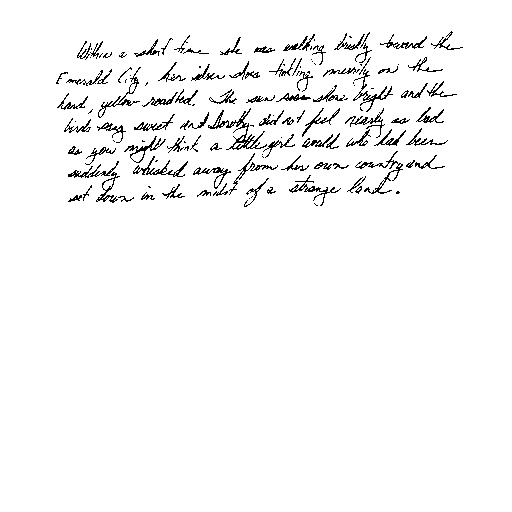 Within a short time she was walking briskly toward the
Emerald City, her silver shoes tinkling merrily on the
hard, yellow roadbed. The sun shone bright and the
birds sang sweet and Dorothy did not feel nearly as bad
as you might think a little girl would who had been
suddenly whisked away from her own country and
set down in the midst of a strange land.